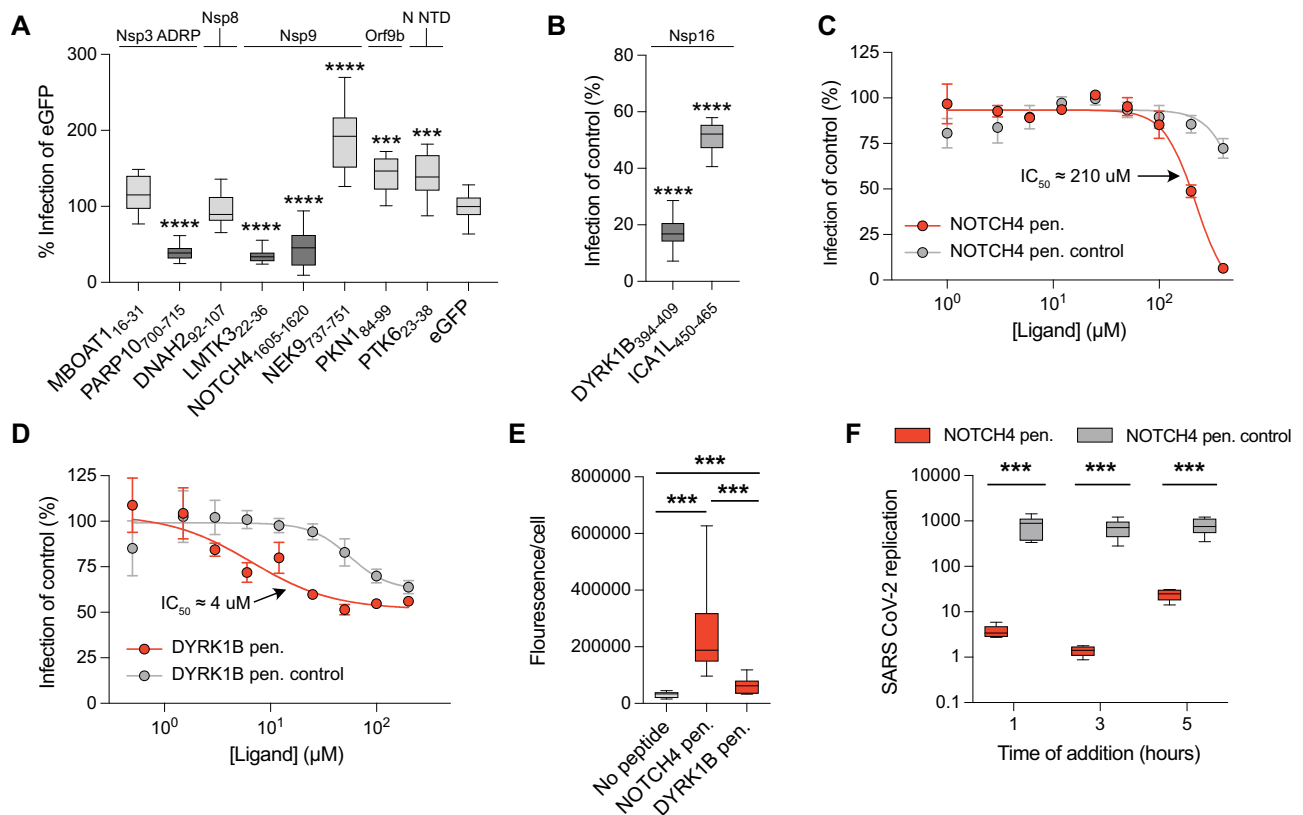 A
Nsp3 ADRP
Nsp8
Nsp9
Orf9b
N NTD
% Infection of eGFP
300
200
100
0
****
****
****
****
***
***
MBOAT1₁₆₋₃₁
PARP10₇₀₀₋₇₁₅
DNAH2₉₂₋₁₀₇
LMTK3₂₂₋₃₆
NOTCH4₁₆₀₅₋₁₆₂₀
NEK9₇₃₇₋₇₅₁
PKN1₈₄₋₉₉
PTK6₂₃₋₃₈
eGFP
B
Nsp16
Infection of control (%)
80
60
40
20
0
****
****
DYRK1B₃₉₄₋₄₀₉
ICA1L₄₅₀₋₄₆₅
C
Infection of control (%)
125
100
75
50
25
0
IC₅₀ ≈ 210 uM
NOTCH4 pen.
NOTCH4 pen. control
10⁰
10¹
10²
[Ligand] (µM)
D
Infection of control (%)
125
100
75
50
25
0
IC₅₀ ≈ 4 uM
DYRK1B pen.
DYRK1B pen. control
10⁰
10¹
10²
[Ligand] (µM)
E
Flourescence/cell
800000
600000
400000
200000
0
***
***
***
No peptide
NOTCH4 pen.
DYRK1B pen.
F
NOTCH4 pen.
NOTCH4 pen. control
SARS CoV-2 replication
10000
1000
100
10
1
0.1
***
***
***
1
3
5
Time of addition (hours)